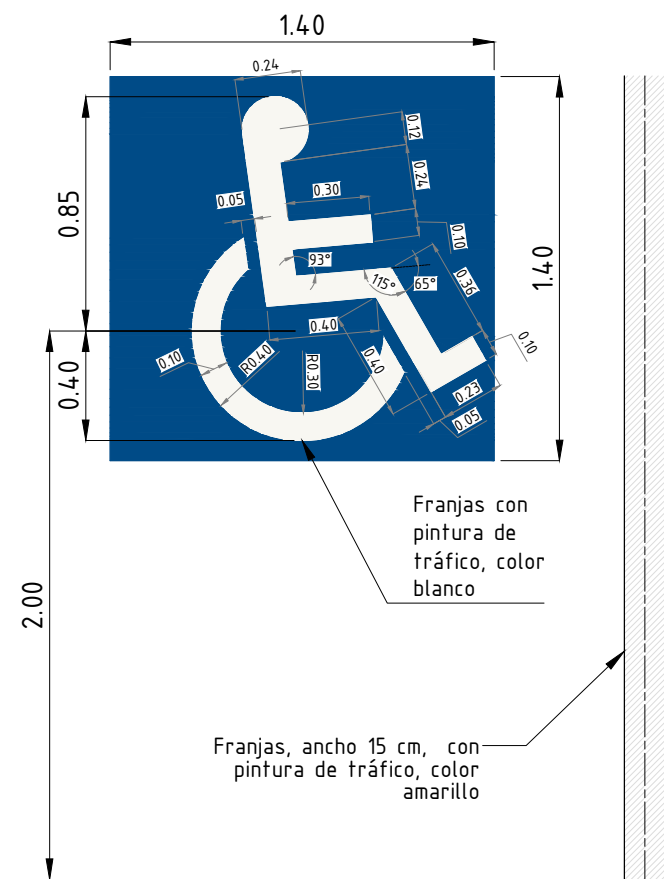 1.40
0.24
0.12
0.24
0.05
0.30
0.10
0.85
93°
115°
65°
0.36
1.40
0.40
0.10
0.10
R0.40
R0.30
0.40
0.40
0.23
0.05
Franjas con
pintura de
tráfico, color
blanco
2.00
Franjas, ancho 15 cm, con
pintura de tráfico, color
amarillo